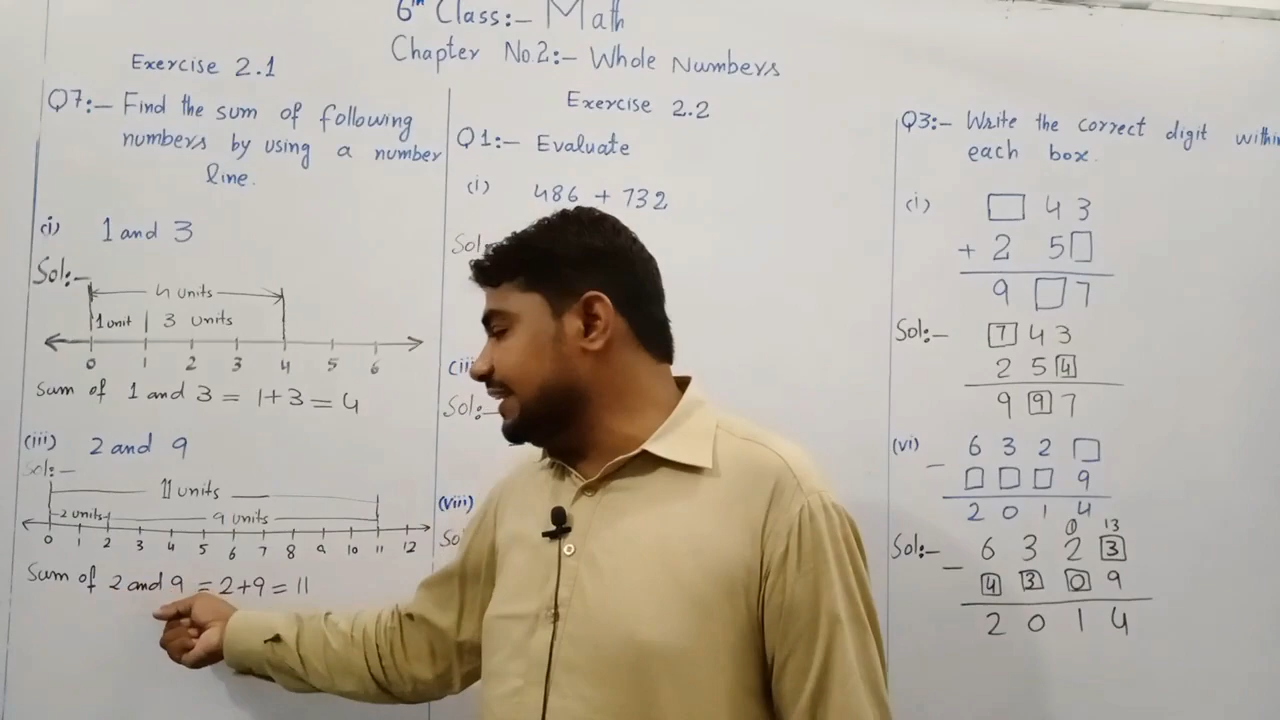 6th Class:- Math
Chapter No.2:- Whole Numbers
Exercise 2.1
Q7:- Find the sum of following
numbers by using a number
line.
(i) 1 and 3
Sol:-
4 units
1 unit 3 units
0 1 2 3 4 5 6
Sum of 1 and 3 = 1+3 = 4
(iii) 2 and 9
Sol:-
11 units
2 units 9 units
0 1 2 3 4 5 6 7 8 9 10 11 12
Sum of 2 and 9 = 2+9 = 11
Exercise 2.2
Q1:- Evaluate
(i) 486 + 732
Sol
(iii)
Sol:-
(viii)
So
Q3:- Write the correct digit within
each box.
(i) □ 4 3
+ 2 5 □
9 □ 7
Sol:- 7 4 3
2 5 4
9 9 7
(vi) 6 3 2 □
- □ □ □ 9
2 0 1 4
13
Sol:- 6 3 2 3
- 4 3 0 9
2 0 1 4